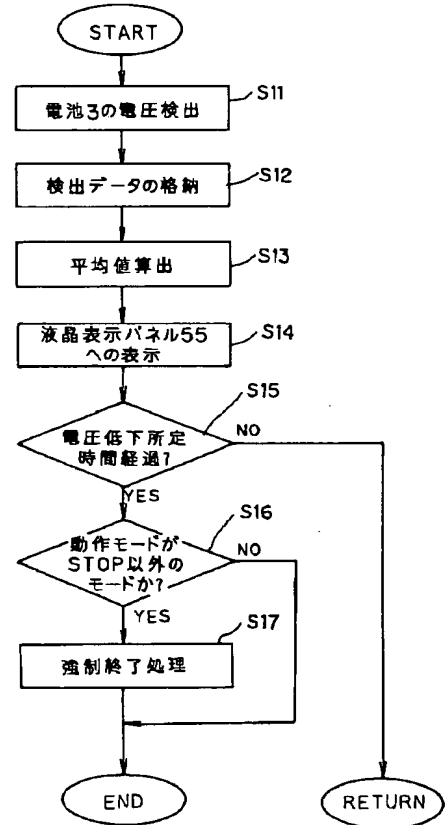 START
電池3の電圧検出
S11
検出データの格納
S12
平均値算出
S13
液晶表示パネル55
への表示
S14
電圧低下所定
時間経過?
S15
NO
YES
動作モードが
STOP以外の
モードか?
S16
NO
YES
強制終了処理
S17
END
RETURN